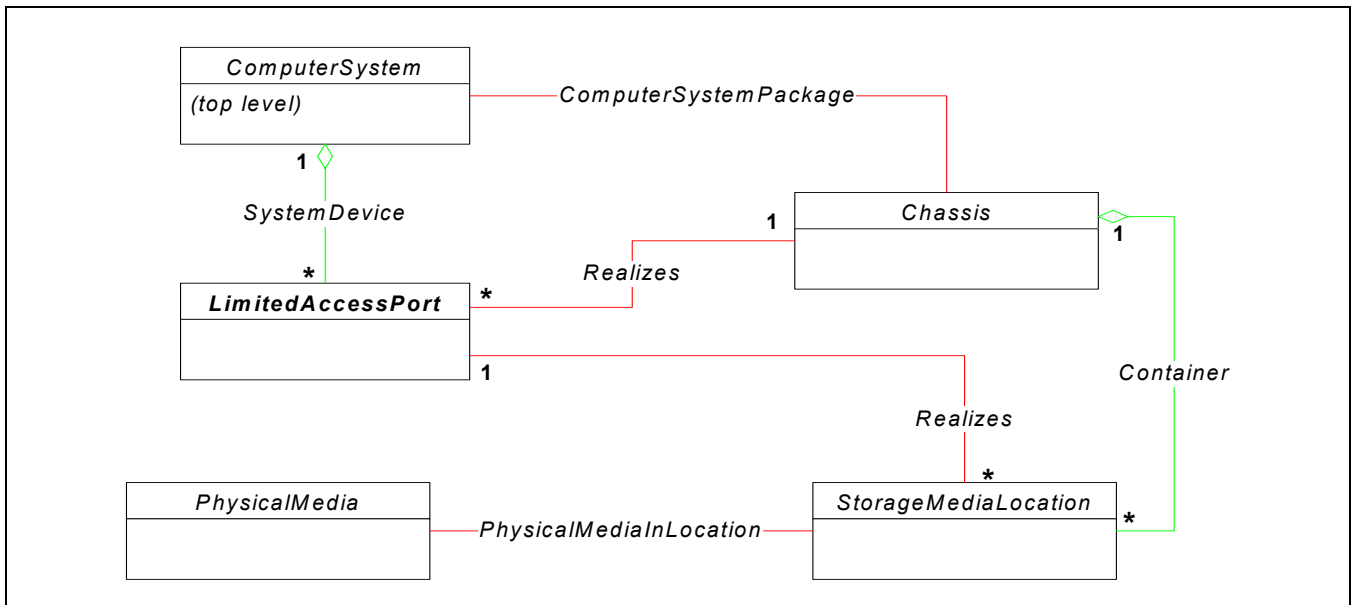 ComputerSystem
(top level)
ComputerSystemPackage
1
SystemDevice
Chassis
1
1
Realizes
*
*
LimitedAccessPort
1
Container
Realizes
*
PhysicalMedia
StorageMediaLocation
*
PhysicalMediaInLocation